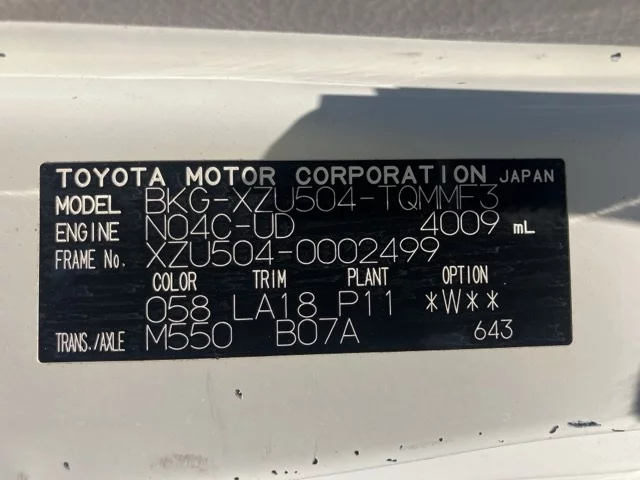 TOYOTA MOTOR CORPORATION JAPAN
MODEL BKG-XZU504-TQMMF3
ENGINE N04C-UD 4009 mL
FRAME No. XZU504-0002499
COLOR TRIM PLANT OPTION
058 LA18 P11 *W**
TRANS./AXLE M550 B07A 643